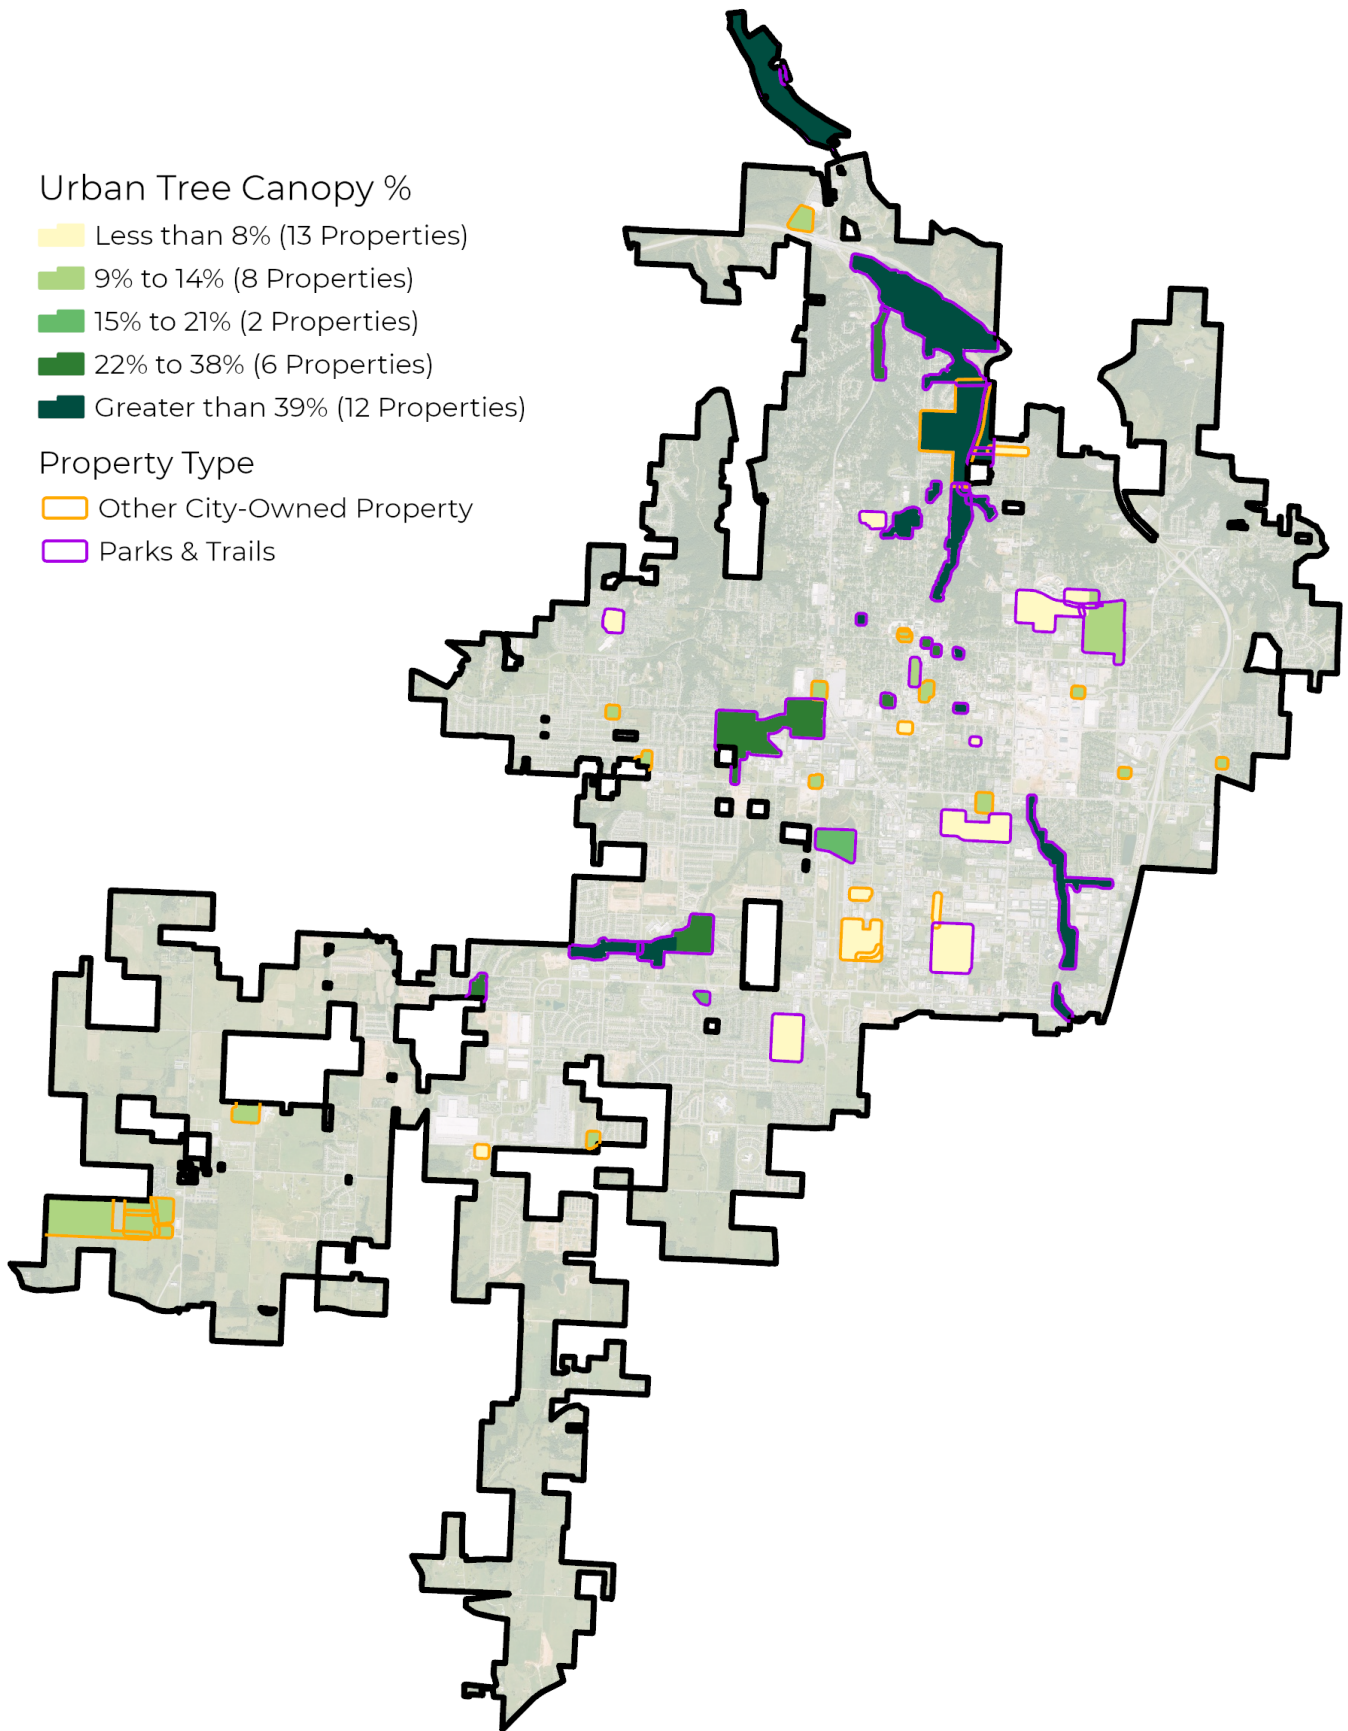 Urban Tree Canopy %
Less than 8% (13 Properties)
9% to 14% (8 Properties)
15% to 21% (2 Properties)
22% to 38% (6 Properties)
Greater than 39% (12 Properties)
Property Type
Other City-Owned Property
Parks & Trails